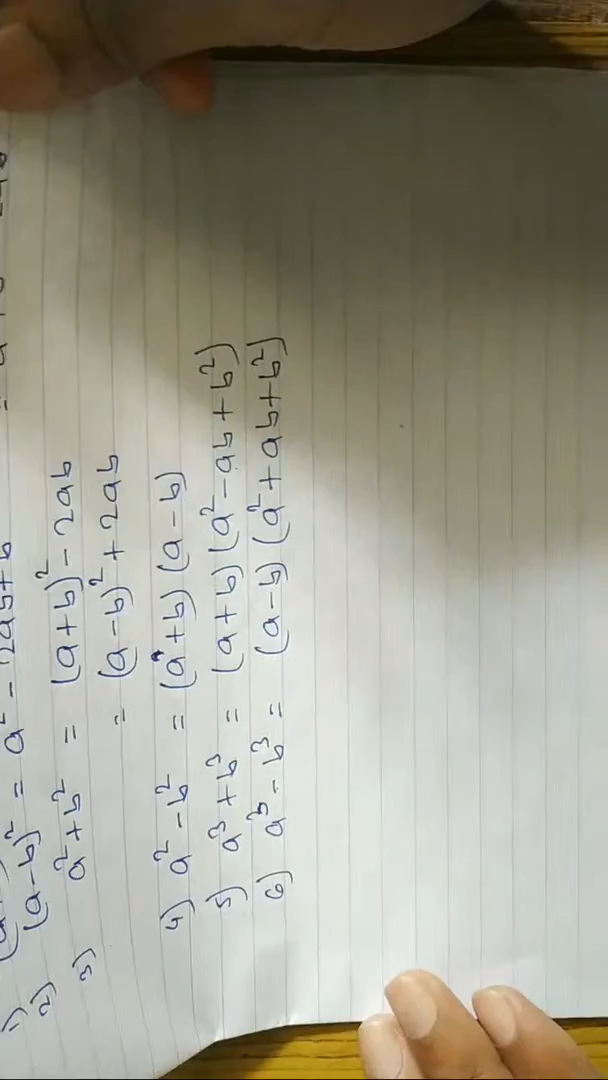 1)
2) (a-b)² = a² - 2ab+b
3) a²+b² = (a+b)² - 2ab
= (a-b)² + 2ab
4) a² - b² = (a+b) (a-b)
5) a³ + b³ = (a+b) (a² - ab + b²)
6) a³ - b³ = (a-b) (a² + ab + b²)